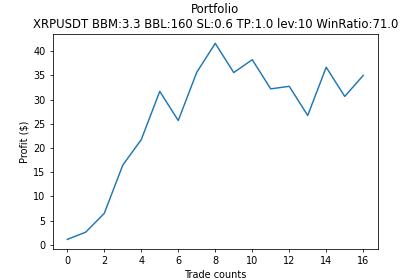 Portfolio
XRPUSDT BBM:3.3 BBL:160 SL:0.6 TP:1.0 lev:10 WinRatio:71.0
40
35
30
25
20
15
10
5
0
Profit ($)
0 2 4 6 8 10 12 14 16
Trade counts